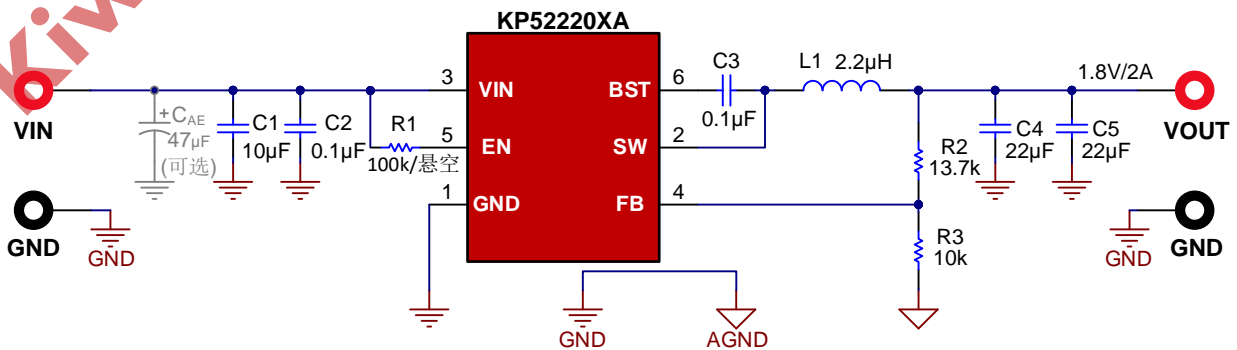 Kiw
KP52220XA
VIN
GND
GND
+
C_AE
47μF
(可选)
C1
10μF
C2
0.1μF
R1
100k/悬空
3
5
1
VIN
EN
GND
BST
SW
FB
6
2
4
C3
0.1μF
L1 2.2μH
R2
13.7k
R3
10k
C4
22μF
C5
22μF
1.8V/2A
VOUT
GND
GND
GND
AGND